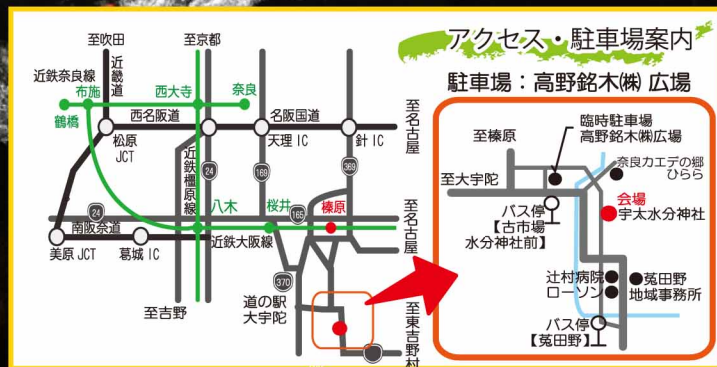 アクセス・駐車場案内
駐車場：高野銘木㈱ 広場
至吹田
近畿道
至京都
近鉄奈良線
布施
西大寺
奈良
鶴橋
西名阪道
名阪国道
至名古屋
松原
JCT
天理 IC
針 IC
近鉄橿原線
24
169
369
24
八木
桜井
165
榛原
至名古屋
南阪奈道
近鉄大阪線
美原 JCT
葛城 IC
370
至吉野
道の駅
大宇陀
至東吉野村
臨時駐車場
高野銘木㈱広場
至榛原
奈良カエデの郷
ひらら
至大宇陀
会場
宇太水分神社
バス停
【古市場
水分神社前】
辻村病院
ローソン
菟田野
地域事務所
バス停
【菟田野】